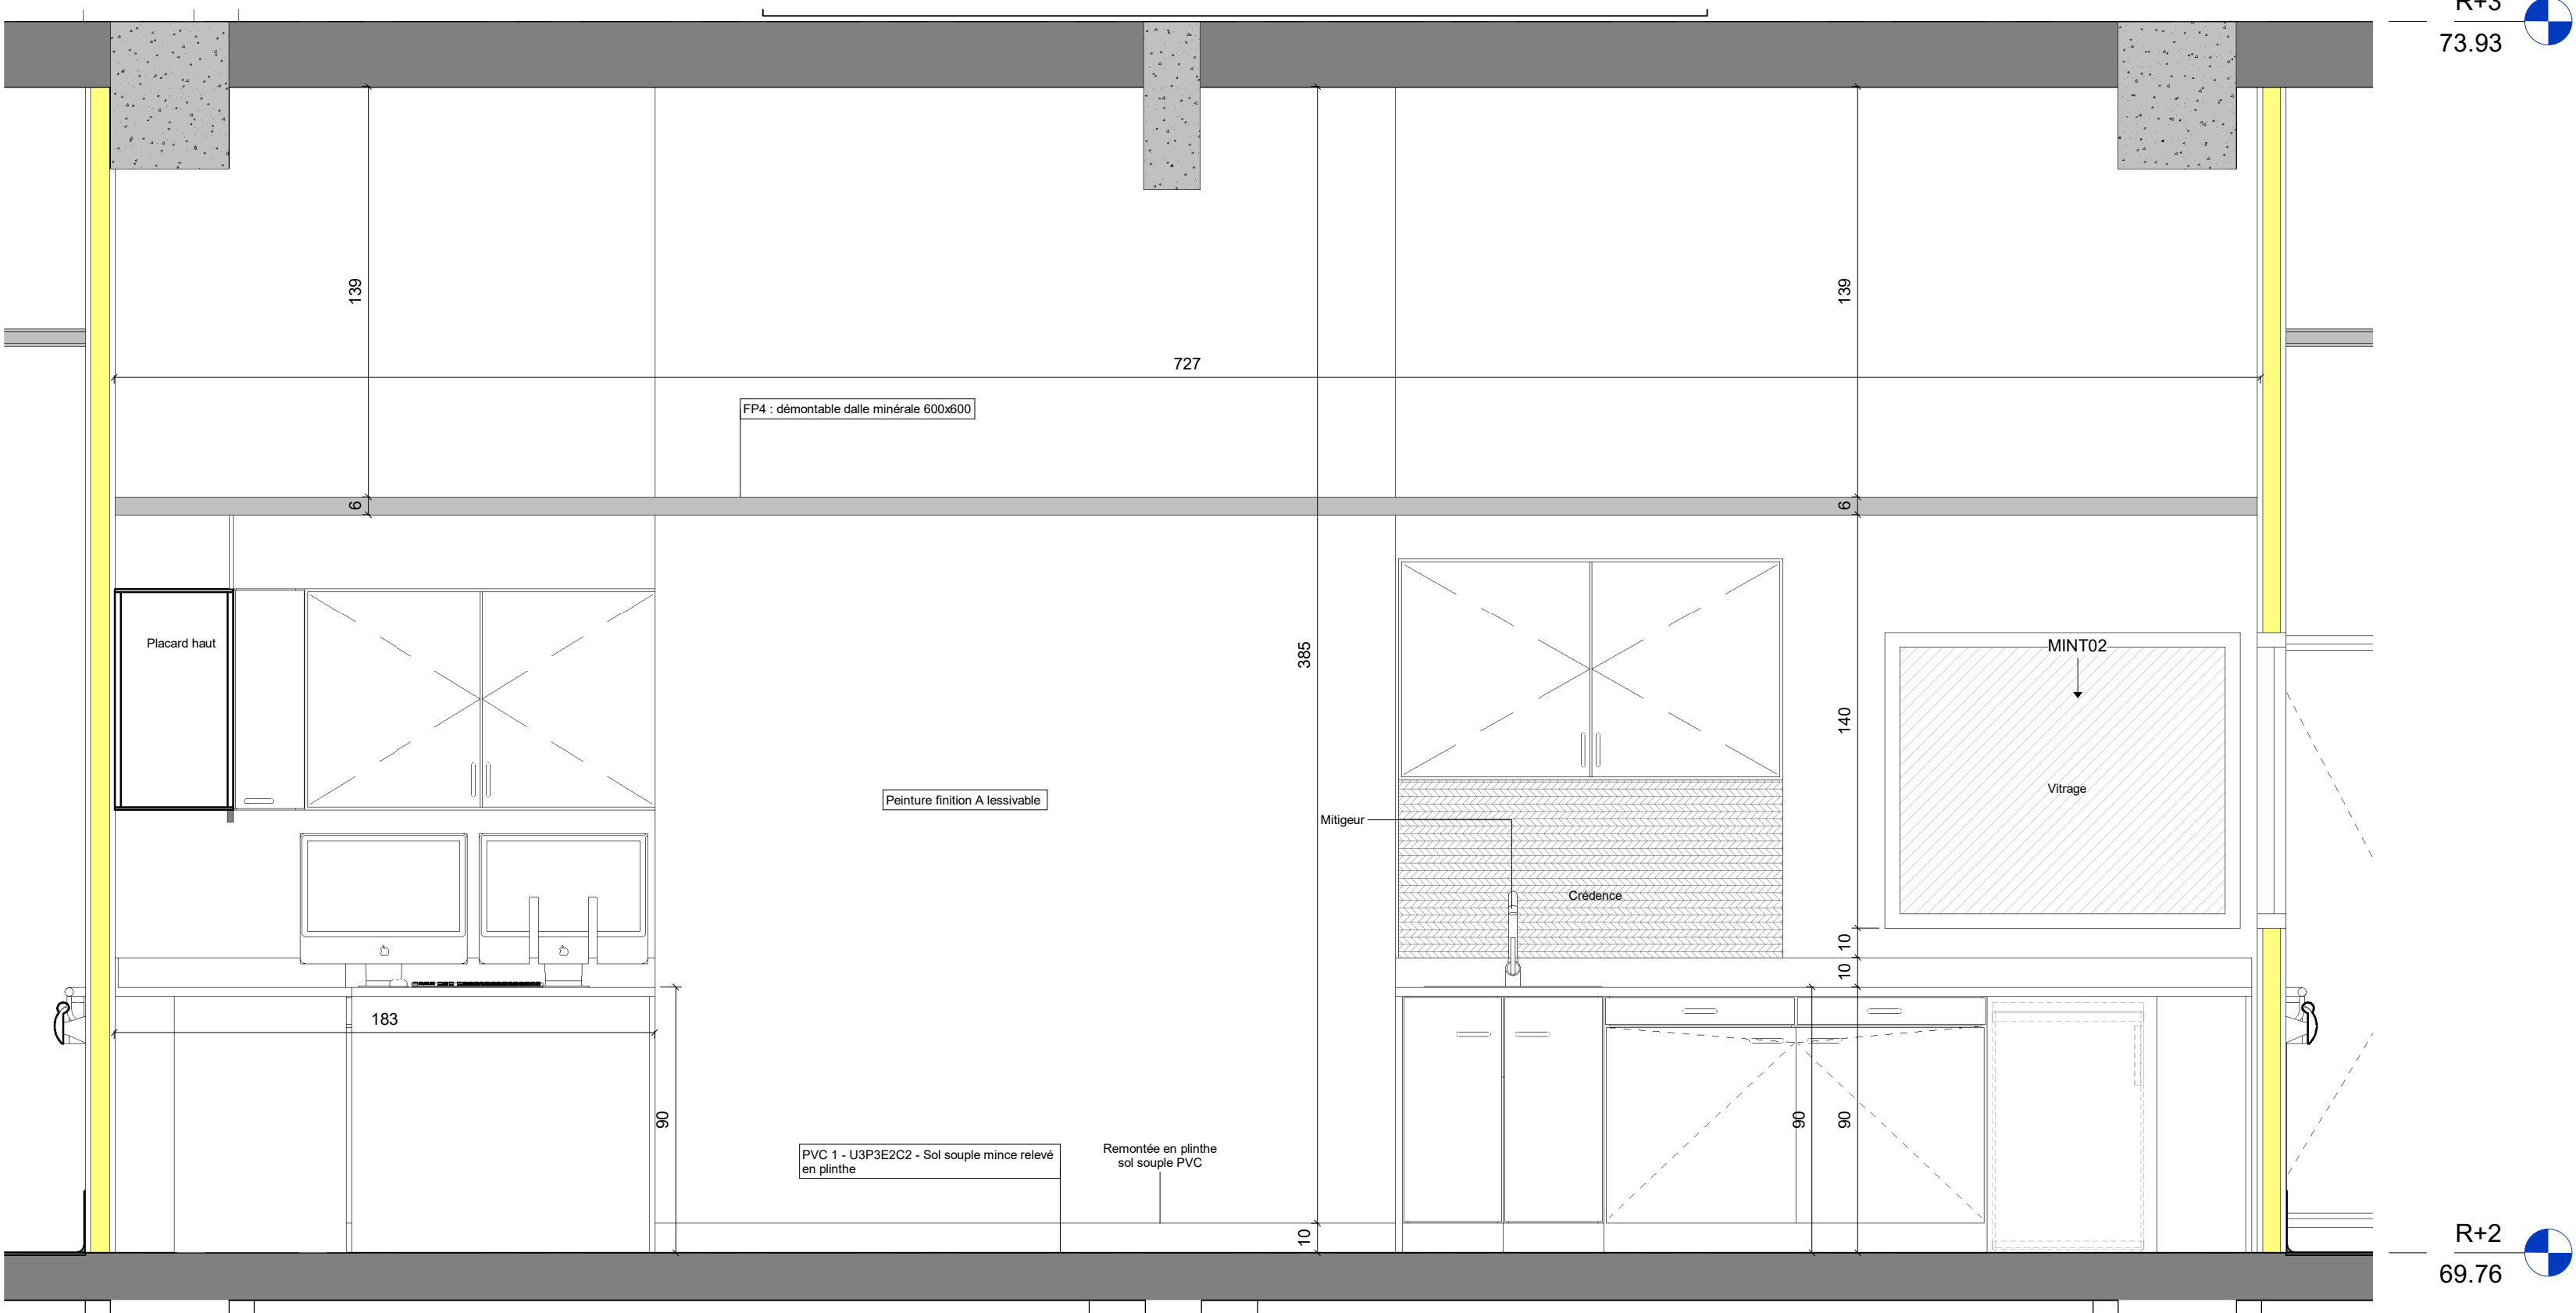 R+3
73.93
139
139
727
FP4 : démontable dalle minérale 600x600
6
6
Placard haut
385
MINT02
140
Vitrage
Peinture finition A lessivable
Mitigeur
Crédence
10
10
183
90
90
90
PVC 1 - U3P3E2C2 - Sol souple mince relevé
en plinthe
Remontée en plinthe
sol souple PVC
10
R+2
69.76